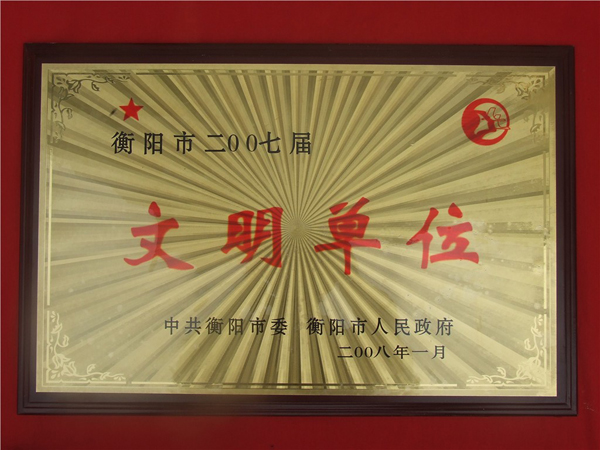 衡阳市二00七届
文明单位
中共衡阳市委 衡阳市人民政府
二00八年一月